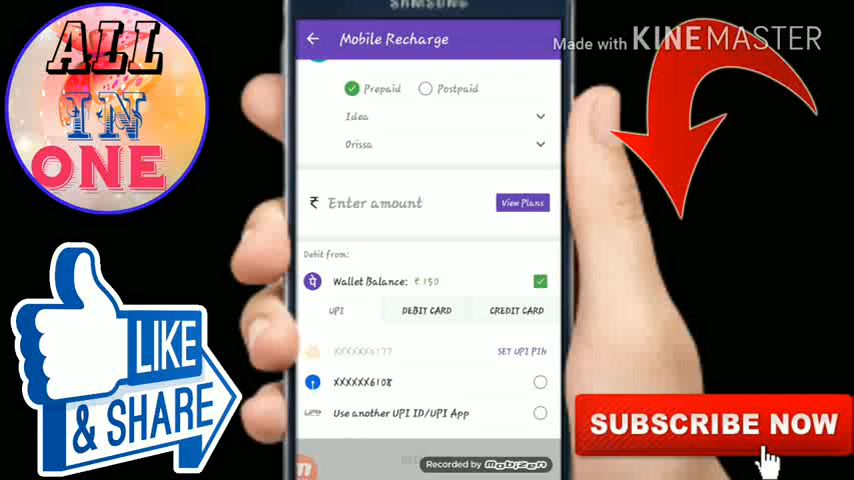 SAMSUNG
Mobile Recharge
Made with KINEMASTER
ALL
IN
ONE
Prepaid Postpaid
Idea
Orissa
₹ Enter amount View Plans
Debit from:
पे Wallet Balance: ₹ 150
UPI DEBIT CARD CREDIT CARD
SET UPI PIN
XXXXXX6108
UPI Use another UPI ID/UPI App
LIKE
& SHARE
SUBSCRIBE NOW
Recorded by mobizen